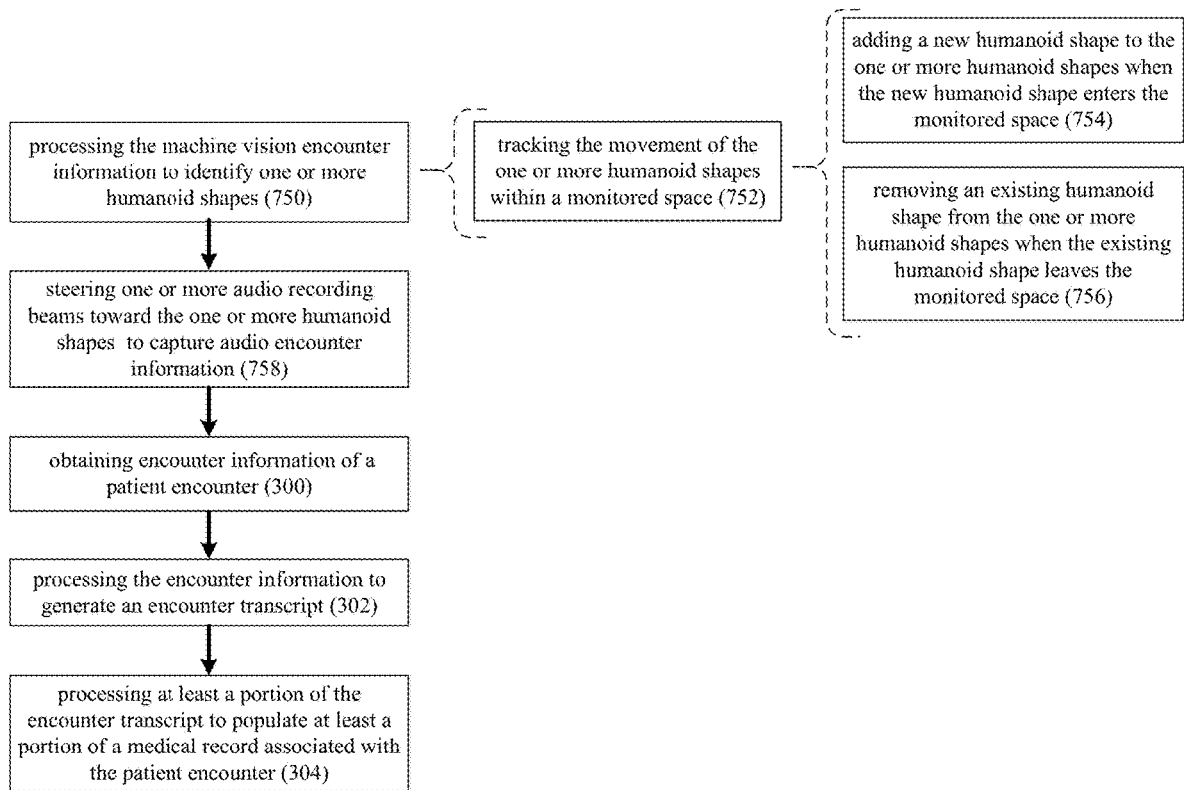 processing the machine vision encounter
information to identify one or more
humanoid shapes (750)
tracking the movement of the
one or more humanoid shapes
within a monitored space (752)
adding a new humanoid shape to the
one or more humanoid shapes when
the new humanoid shape enters the
monitored space (754)
removing an existing humanoid
shape from the one or more
humanoid shapes when the existing
humanoid shape leaves the
monitored space (756)
steering one or more audio recording
beams toward the one or more humanoid
shapes to capture audio encounter
information (758)
obtaining encounter information of a
patient encounter (300)
processing the encounter information to
generate an encounter transcript (302)
processing at least a portion of the
encounter transcript to populate at least a
portion of a medical record associated with
the patient encounter (304)